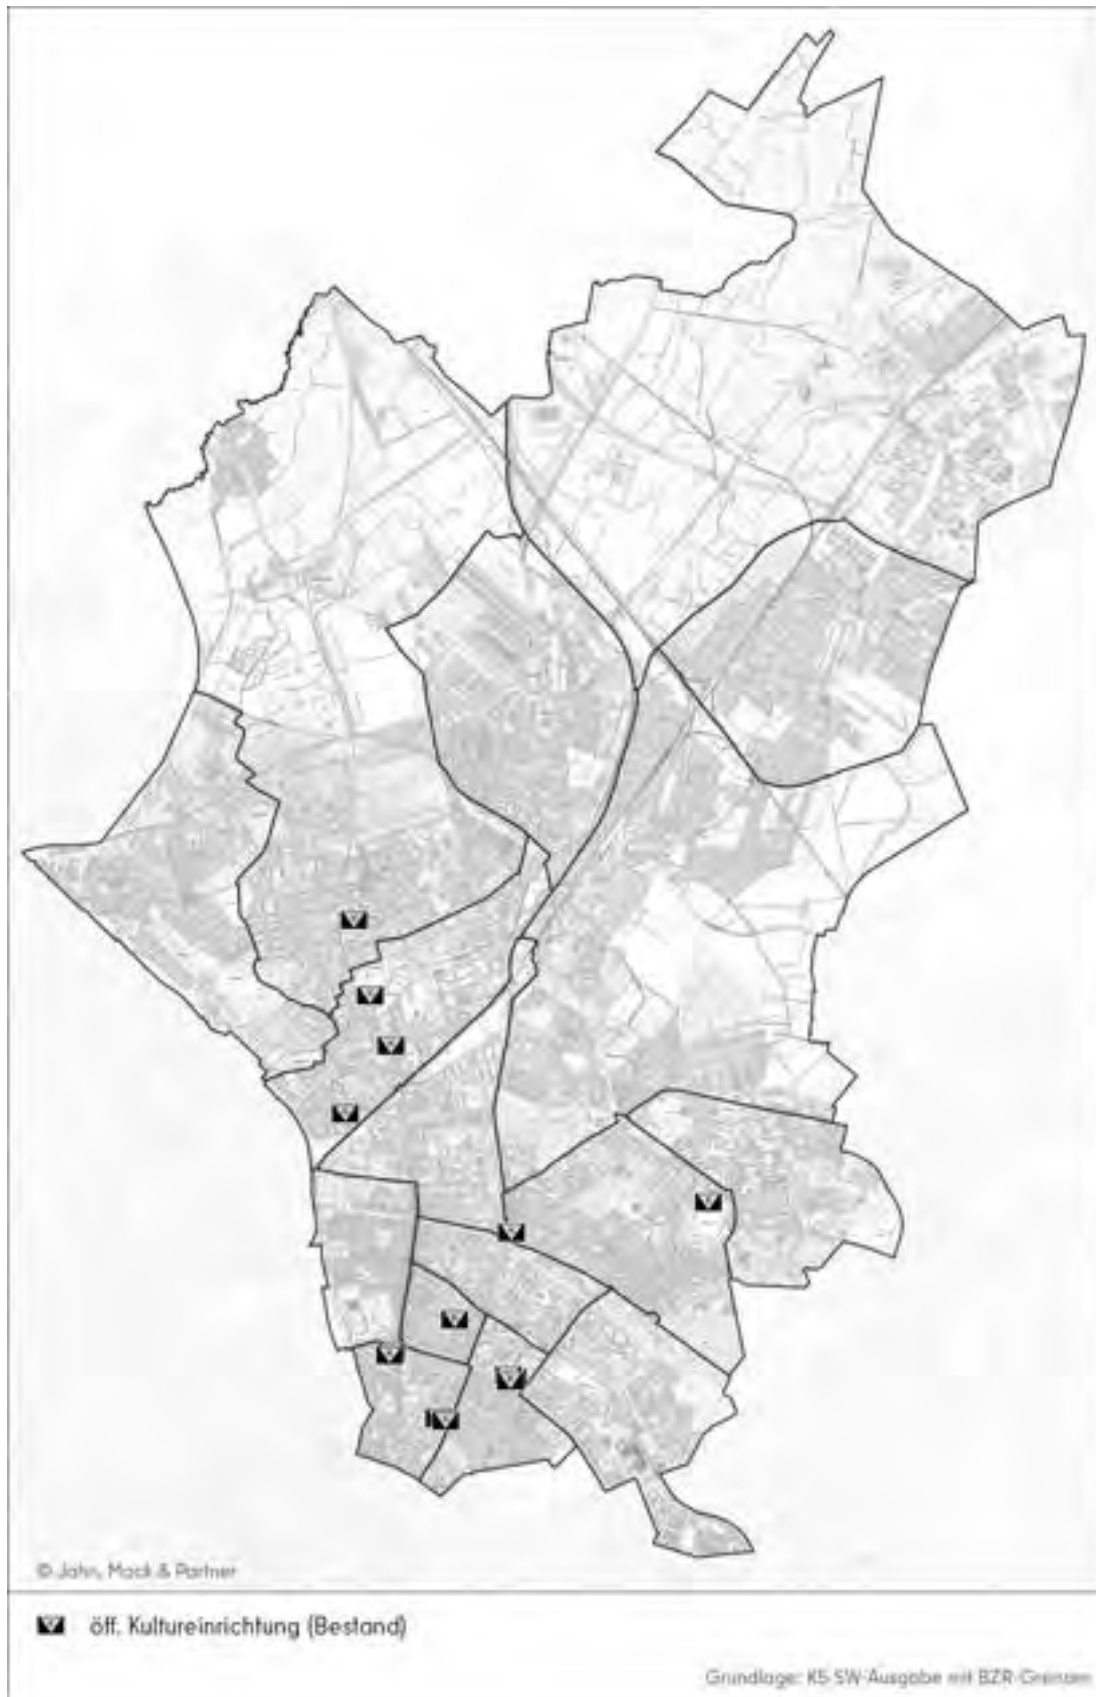 © Jahn, Mack & Partner
öff. Kultureinrichtung (Bestand)
Grundlage: K5 SW-Ausgabe mit BZR-Grenzen